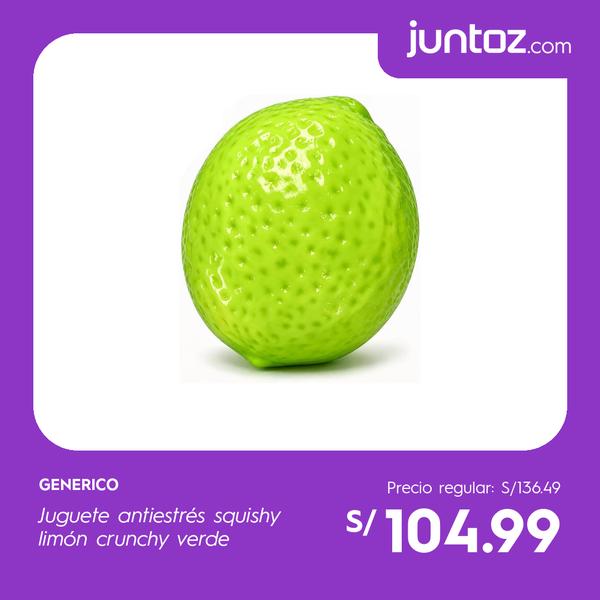 juntoz.com
GENERICO
Juguete antiestrés squishy
limón crunchy verde
Precio regular: S/136.49
S/104.99